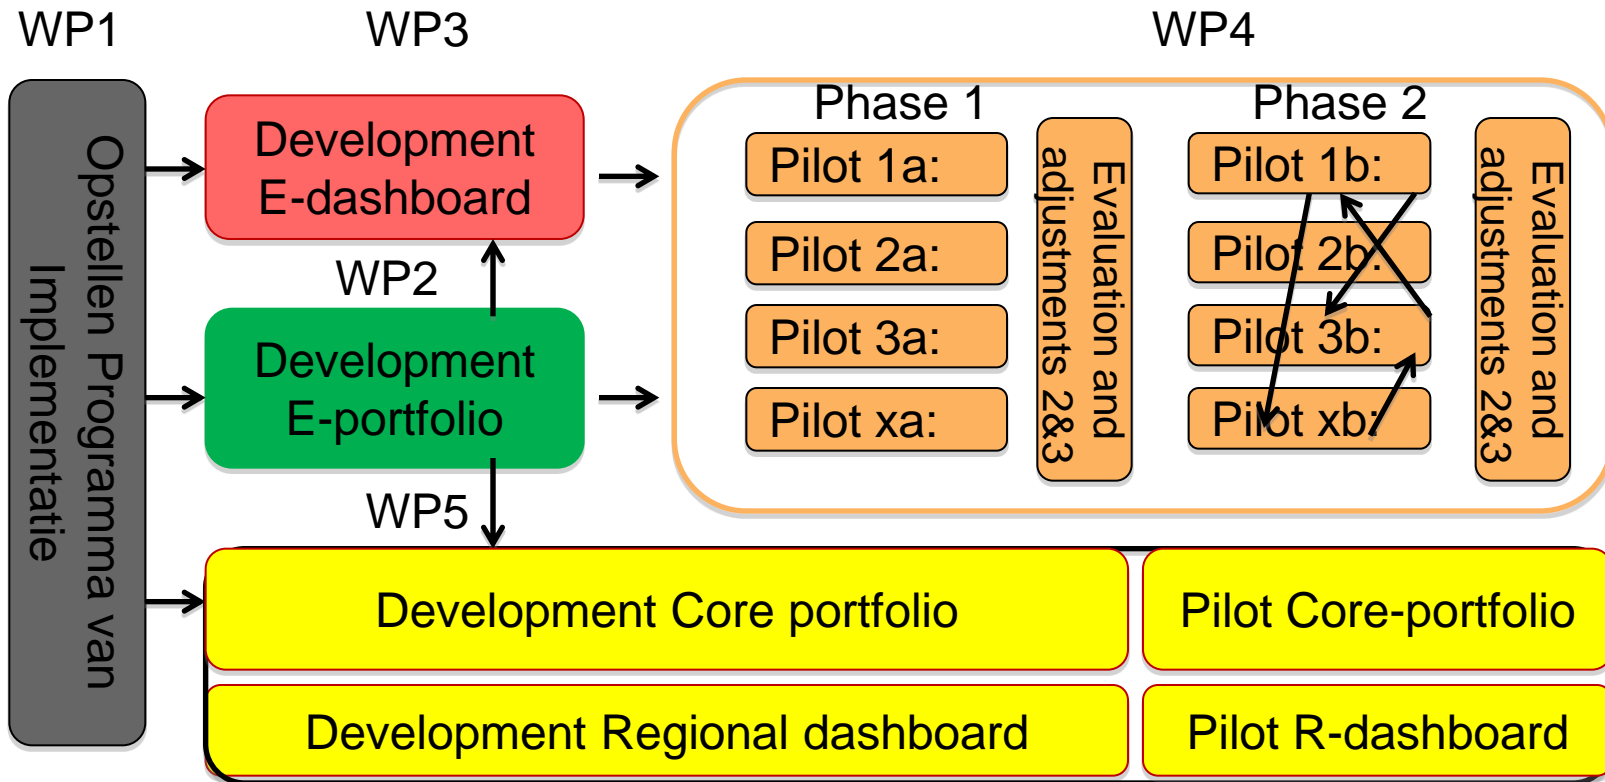 WP1
WP3
WP4
Opstellen Programma van
Implementatie
Development
E-dashboard
WP2
Development
E-portfolio
WP5
Phase 1
Pilot 1a:
Pilot 2a:
Pilot 3a:
Pilot xa:
Evaluation and
adjustments 2&3
Phase 2
Pilot 1b:
Pilot 2b:
Pilot 3b:
Pilot xb:
Evaluation and
adjustments 2&3
Development Core portfolio
Pilot Core-portfolio
Development Regional dashboard
Pilot R-dashboard